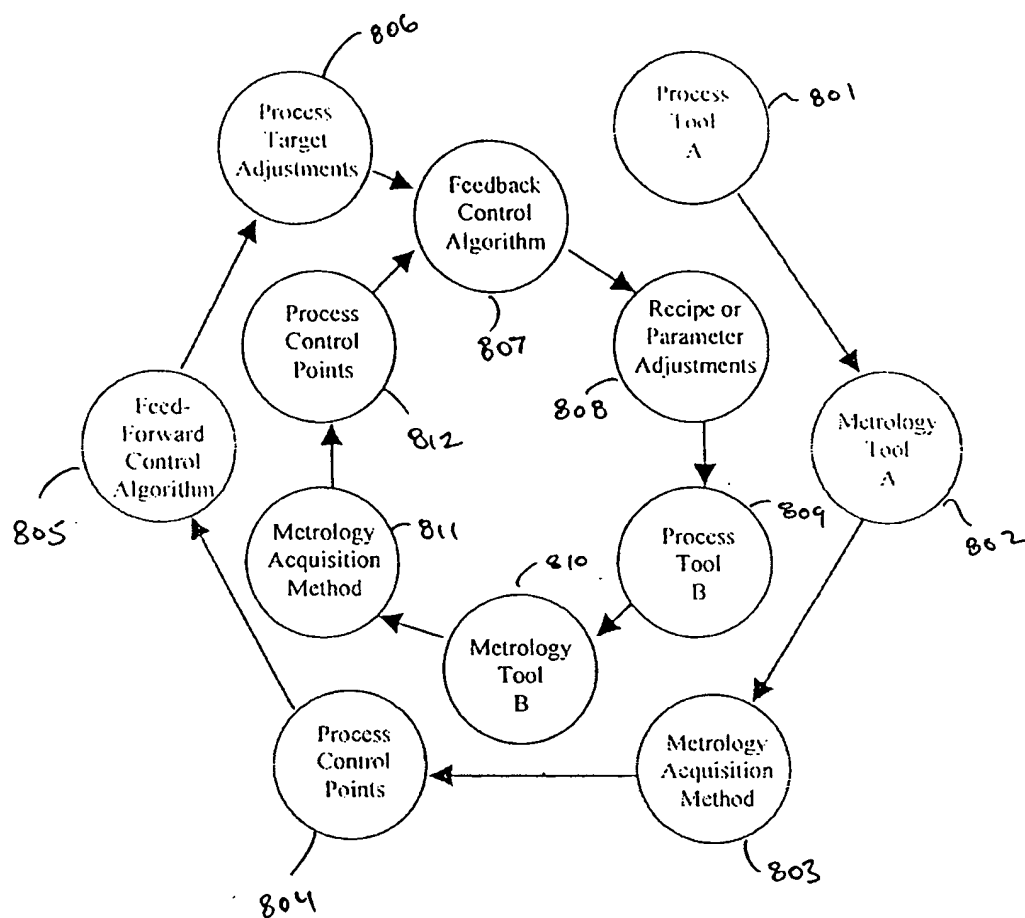 806
Process
Target
Adjustments
Process
Tool
A
801
Feedback
Control
Algorithm
807
Process
Control
Points
812
Recipe or
Parameter
Adjustments
808
Feed-
Forward
Control
Algorithm
805
Metrology
Tool
A
802
Metrology
Acquisition
Method
811
Process
Tool
B
809
810
Metrology
Tool
B
Process
Control
Points
804
Metrology
Acquisition
Method
803